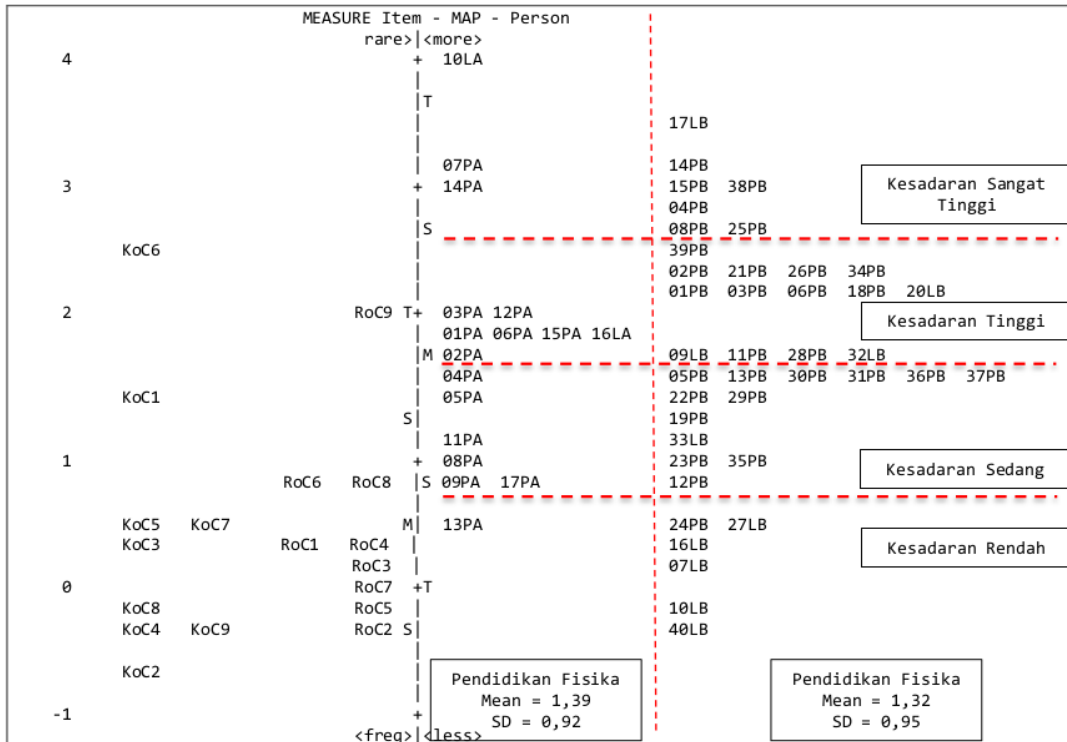 MEASURE Item - MAP - Person
rare>|<more>
4 + 10LA
T
17LB
07PA 14PB
3 + 14PA 15PB 38PB
Kesadaran Sangat
Tinggi
04PB
S 08PB 25PB
KoC6 39PB
02PB 21PB 26PB 34PB
01PB 03PB 06PB 18PB 20LB
2 RoC9 T+ 03PA 12PA
Kesadaran Tinggi
01PA 06PA 15PA 16LA
M 02PA 09LB 11PB 28PB 32LB
04PA 05PB 13PB 30PB 31PB 36PB 37PB
KoC1 05PA 22PB 29PB
S 19PB
11PA 33LB
1 + 08PA 23PB 35PB
Kesadaran Sedang
RoC6 RoC8 |S 09PA 17PA 12PB
KoC5 KoC7 M| 13PA 24PB 27LB
KoC3 RoC1 RoC4 | 16LB
Kesadaran Rendah
RoC3 | 07LB
0 RoC7 +T
KoC8 RoC5 | 10LB
KoC4 KoC9 RoC2 S| 40LB
KoC2
Pendidikan Fisika
Mean = 1,39
SD = 0,92
Pendidikan Fisika
Mean = 1,32
SD = 0,95
-1 +
<freq>|<less>